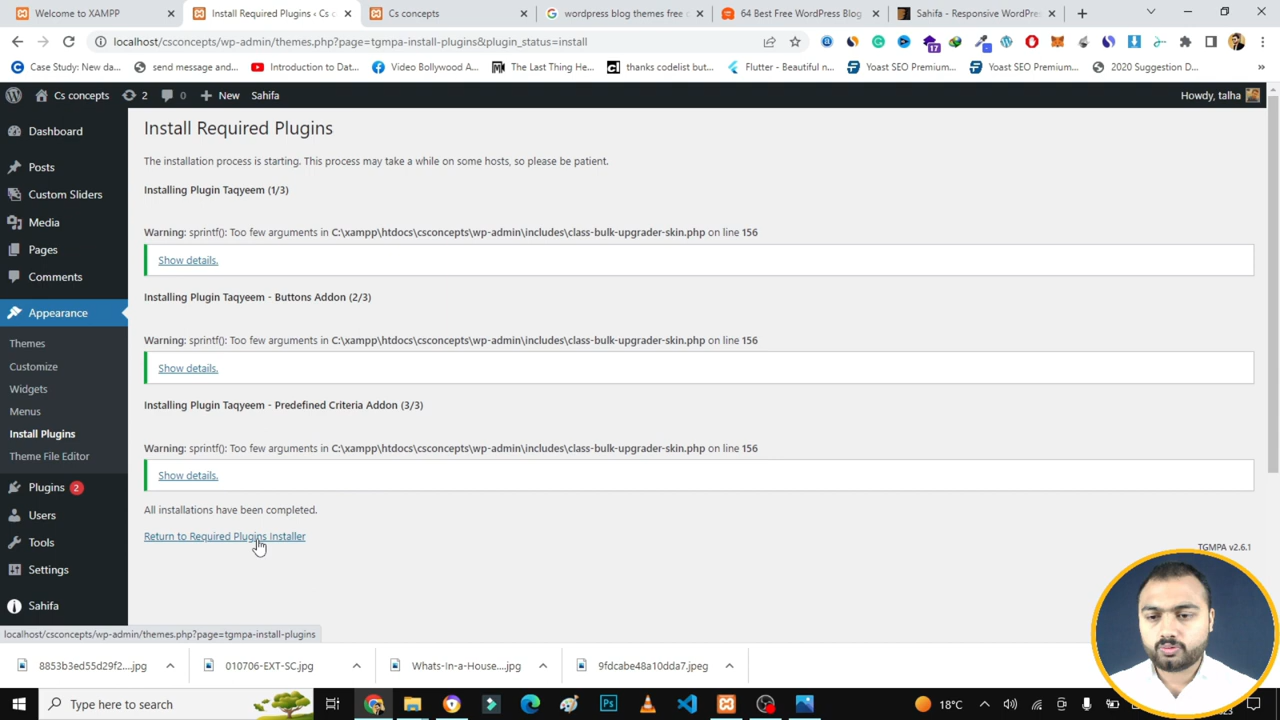 Welcome to XAMPP
Install Required Plugins ‹ Cs c
Cs concepts
wordpress blog themes free
64 Best Free WordPress Blog
Sahifa - Responsive WordPres
localhost/csconcepts/wp-admin/themes.php?page=tgmpa-install-plugins&plugin_status=install
17
Case Study: New da...
send message and...
Introduction to Dat...
Video Bollywood A...
The Last Thing He...
thanks codelist but...
Flutter - Beautiful n...
Yoast SEO Premium...
Yoast SEO Premium...
2020 Suggestion D...
»
Cs concepts
2
0
New
Sahifa
Howdy, talha
Dashboard
Posts
Custom Sliders
Media
Pages
Comments
Appearance
Themes
Customize
Widgets
Menus
Install Plugins
Theme File Editor
Plugins 2
Users
Tools
Settings
Sahifa
Install Required Plugins
The installation process is starting. This process may take a while on some hosts, so please be patient.
Installing Plugin Taqyeem (1/3)
Warning: sprintf(): Too few arguments in C:\xampp\htdocs\csconcepts\wp-admin\includes\class-bulk-upgrader-skin.php on line 156
Show details.
Installing Plugin Taqyeem - Buttons Addon (2/3)
Warning: sprintf(): Too few arguments in C:\xampp\htdocs\csconcepts\wp-admin\includes\class-bulk-upgrader-skin.php on line 156
Show details.
Installing Plugin Taqyeem - Predefined Criteria Addon (3/3)
Warning: sprintf(): Too few arguments in C:\xampp\htdocs\csconcepts\wp-admin\includes\class-bulk-upgrader-skin.php on line 156
Show details.
All installations have been completed.
Return to Required Plugins Installer
TGMPA v2.6.1
localhost/csconcepts/wp-admin/themes.php?page=tgmpa-install-plugins
8853b3ed55d29f2....jpg
010706-EXT-SC.jpg
Whats-In-a-House....jpg
9fdcabe48a10dda7.jpeg
Type here to search
Ps
18°C